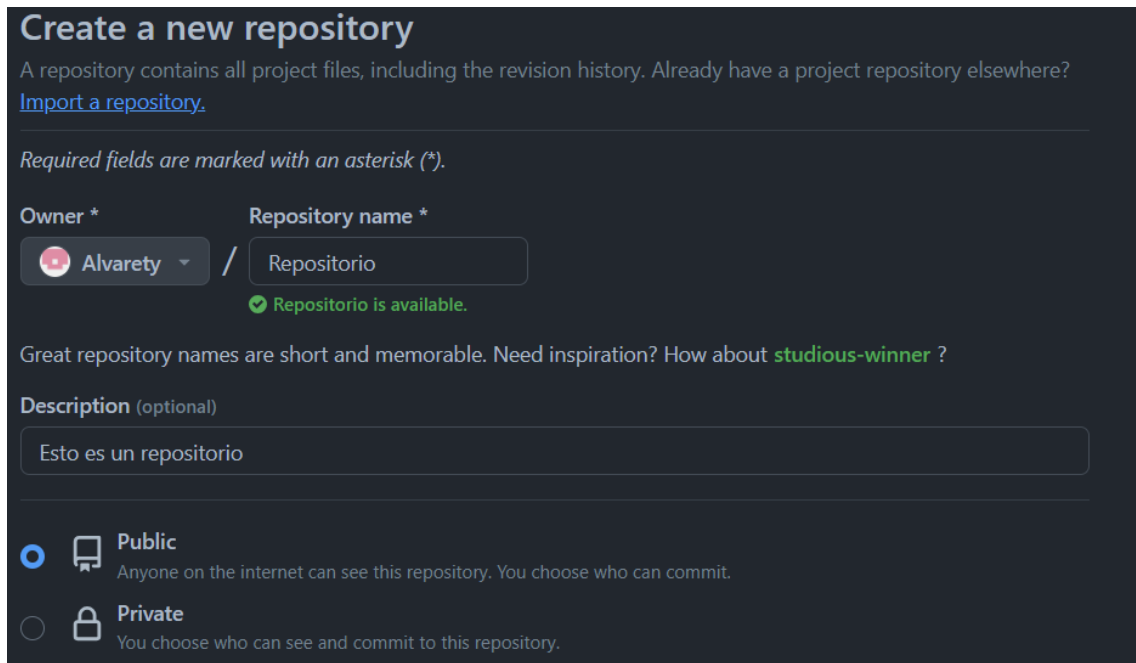 Create a new repository
A repository contains all project files, including the revision history. Already have a project repository elsewhere?
Import a repository.
Required fields are marked with an asterisk (*).
Owner * Repository name *
Alvarety / Repositorio
Repositorio is available.
Great repository names are short and memorable. Need inspiration? How about studious-winner ?
Description (optional)
Esto es un repositorio
Public
Anyone on the internet can see this repository. You choose who can commit.
Private
You choose who can see and commit to this repository.